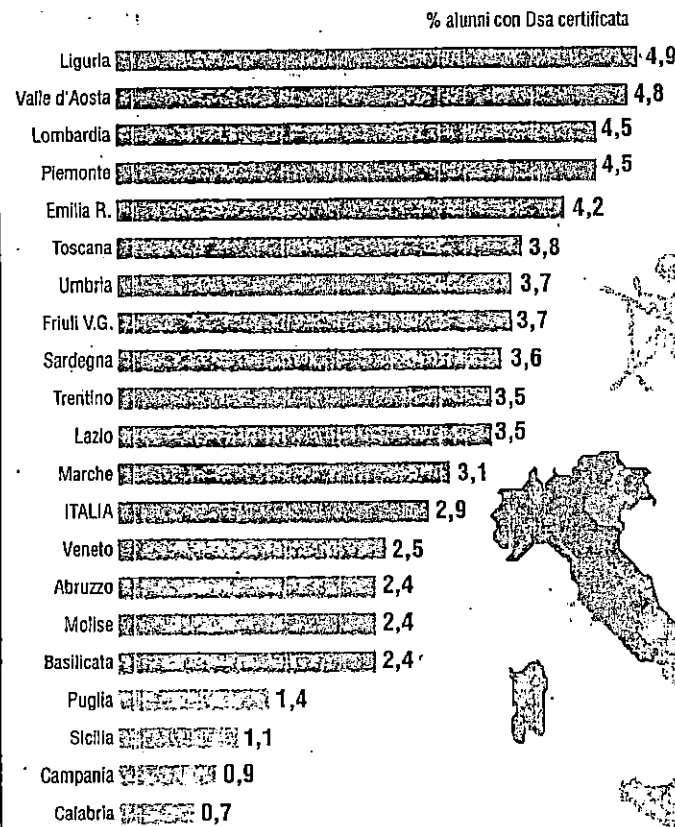 % alunni con Dsa certificata
Liguria 4,9
Valle d'Aosta 4,8
Lombardia 4,5
Piemonte 4,5
Emilia R. 4,2
Toscana 3,8
Umbria 3,7
Friuli V.G. 3,7
Sardegna 3,6
Trentino 3,5
Lazio 3,5
Marche 3,1
ITALIA 2,9
Veneto 2,5
Abruzzo 2,4
Molise 2,4
Basilicata 2,4
Puglia 1,4
Sicilia 1,1
Campania 0,9
Calabria 0,7